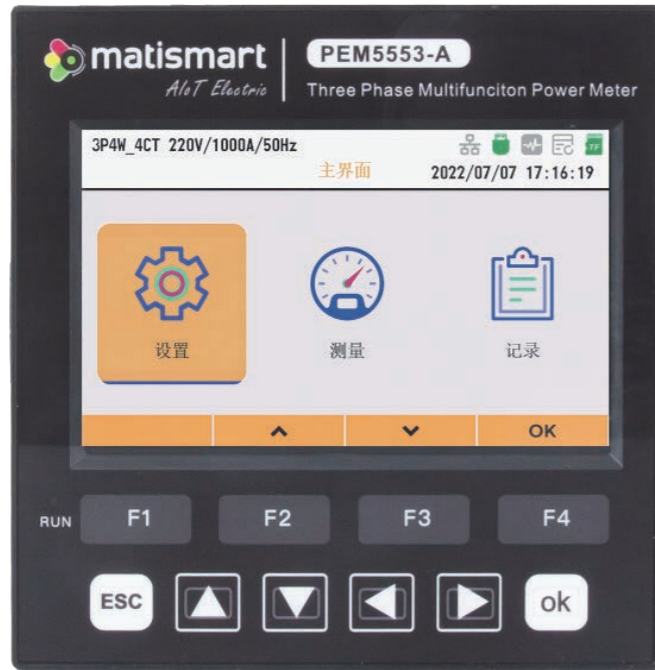 matismart
AIoT Electric
PEM5553-A
Three Phase Multifunciton Power Meter
3P4W_4CT 220V/1000A/50Hz
TF
主界面
2022/07/07 17:16:19
设置
测量
记录
OK
RUN
F1
F2
F3
F4
ESC
ok